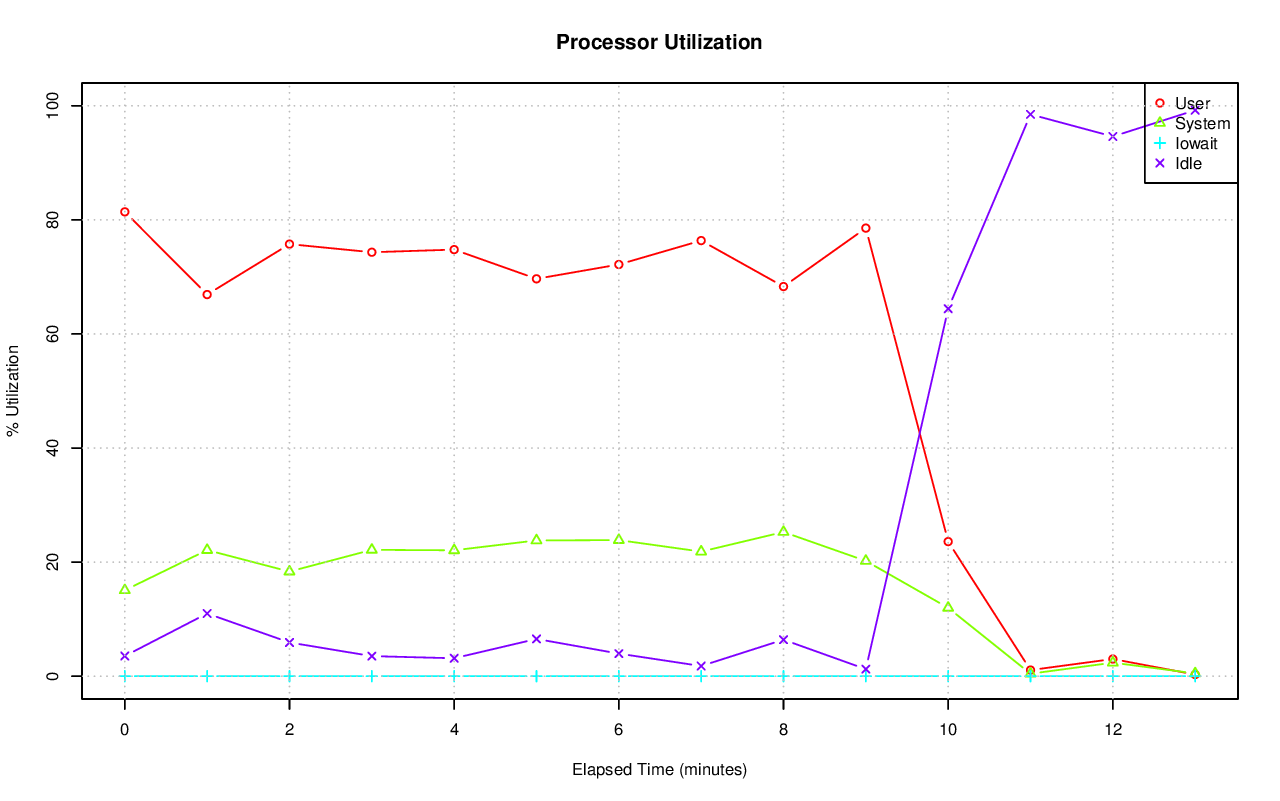 Processor Utilization
% Utilization
100
80
60
40
20
0
User
System
Iowait
Idle
0 2 4 6 8 10 12
Elapsed Time (minutes)